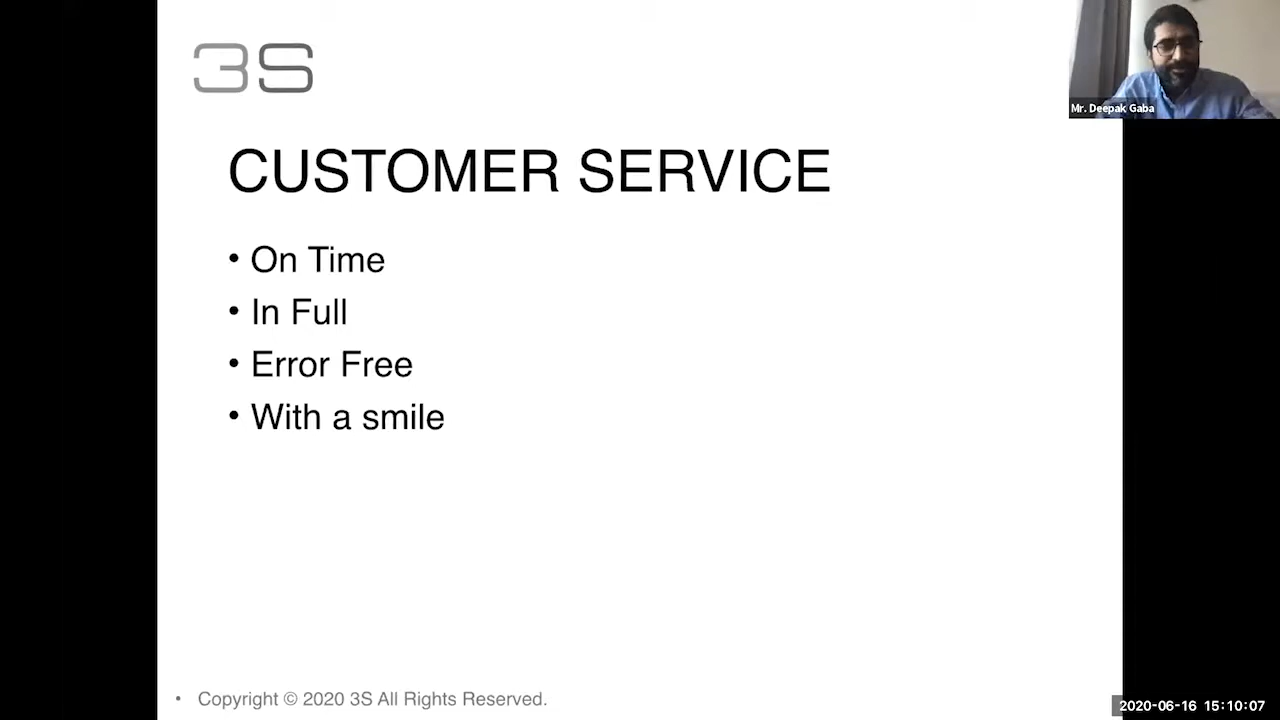 3S
Mr. Deepak Gaba
CUSTOMER SERVICE
• On Time
• In Full
• Error Free
• With a smile
• Copyright © 2020 3S All Rights Reserved.
2020-06-16 15:10:07